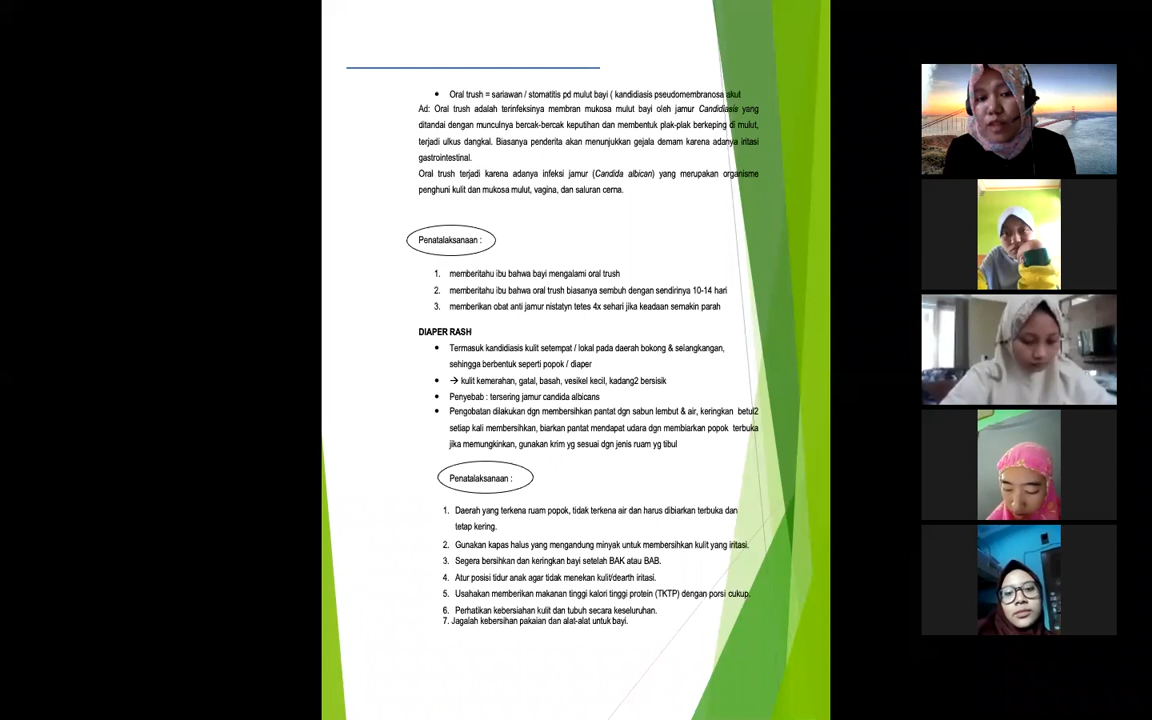 • Oral trush = sariawan / stomatitis pd mulut bayi ( kandidiasis pseudomembranosa akut
Ad: Oral trush adalah terinfeksinya membran mukosa mulut bayi oleh jamur Candidiasis yang
ditandai dengan munculnya bercak-bercak keputihan dan membentuk plak-plak berkeping di mulut,
terjadi ulkus dangkal. Biasanya penderita akan menunjukkan gejala demam karena adanya iritasi
gastrointestinal.
Oral trush terjadi karena adanya infeksi jamur (Candida albican) yang merupakan organisme
penghuni kulit dan mukosa mulut, vagina, dan saluran cerna.
Penatalaksanaan :
1. memberitahu ibu bahwa bayi mengalami oral trush
2. memberitahu ibu bahwa oral trush biasanya sembuh dengan sendirinya 10-14 hari
3. memberikan obat anti jamur nistatyn tetes 4x sehari jika keadaan semakin parah
DIAPER RASH
• Termasuk kandidiasis kulit setempat / lokal pada daerah bokong & selangkangan,
sehingga berbentuk seperti popok / diaper
• → kulit kemerahan, gatal, basah, vesikel kecil, kadang2 bersisik
• Penyebab : tersering jamur candida albicans
• Pengobatan dilakukan dgn membersihkan pantat dgn sabun lembut & air, keringkan betul2
setiap kali membersihkan, biarkan pantat mendapat udara dgn membiarkan popok terbuka
jika memungkinkan, gunakan krim yg sesuai dgn jenis ruam yg tibul
Penatalaksanaan :
1. Daerah yang terkena ruam popok, tidak terkena air dan harus dibiarkan terbuka dan
tetap kering.
2. Gunakan kapas halus yang mengandung minyak untuk membersihkan kulit yang iritasi.
3. Segera bersihkan dan keringkan bayi setelah BAK atau BAB.
4. Atur posisi tidur anak agar tidak menekan kulit/dearth iritasi.
5. Usahakan memberikan makanan tinggi kalori tinggi protein (TKTP) dengan porsi cukup.
6. Perhatikan kebersiahan kulit dan tubuh secara keseluruhan.
7. Jagalah kebersihan pakaian dan alat-alat untuk bayi.